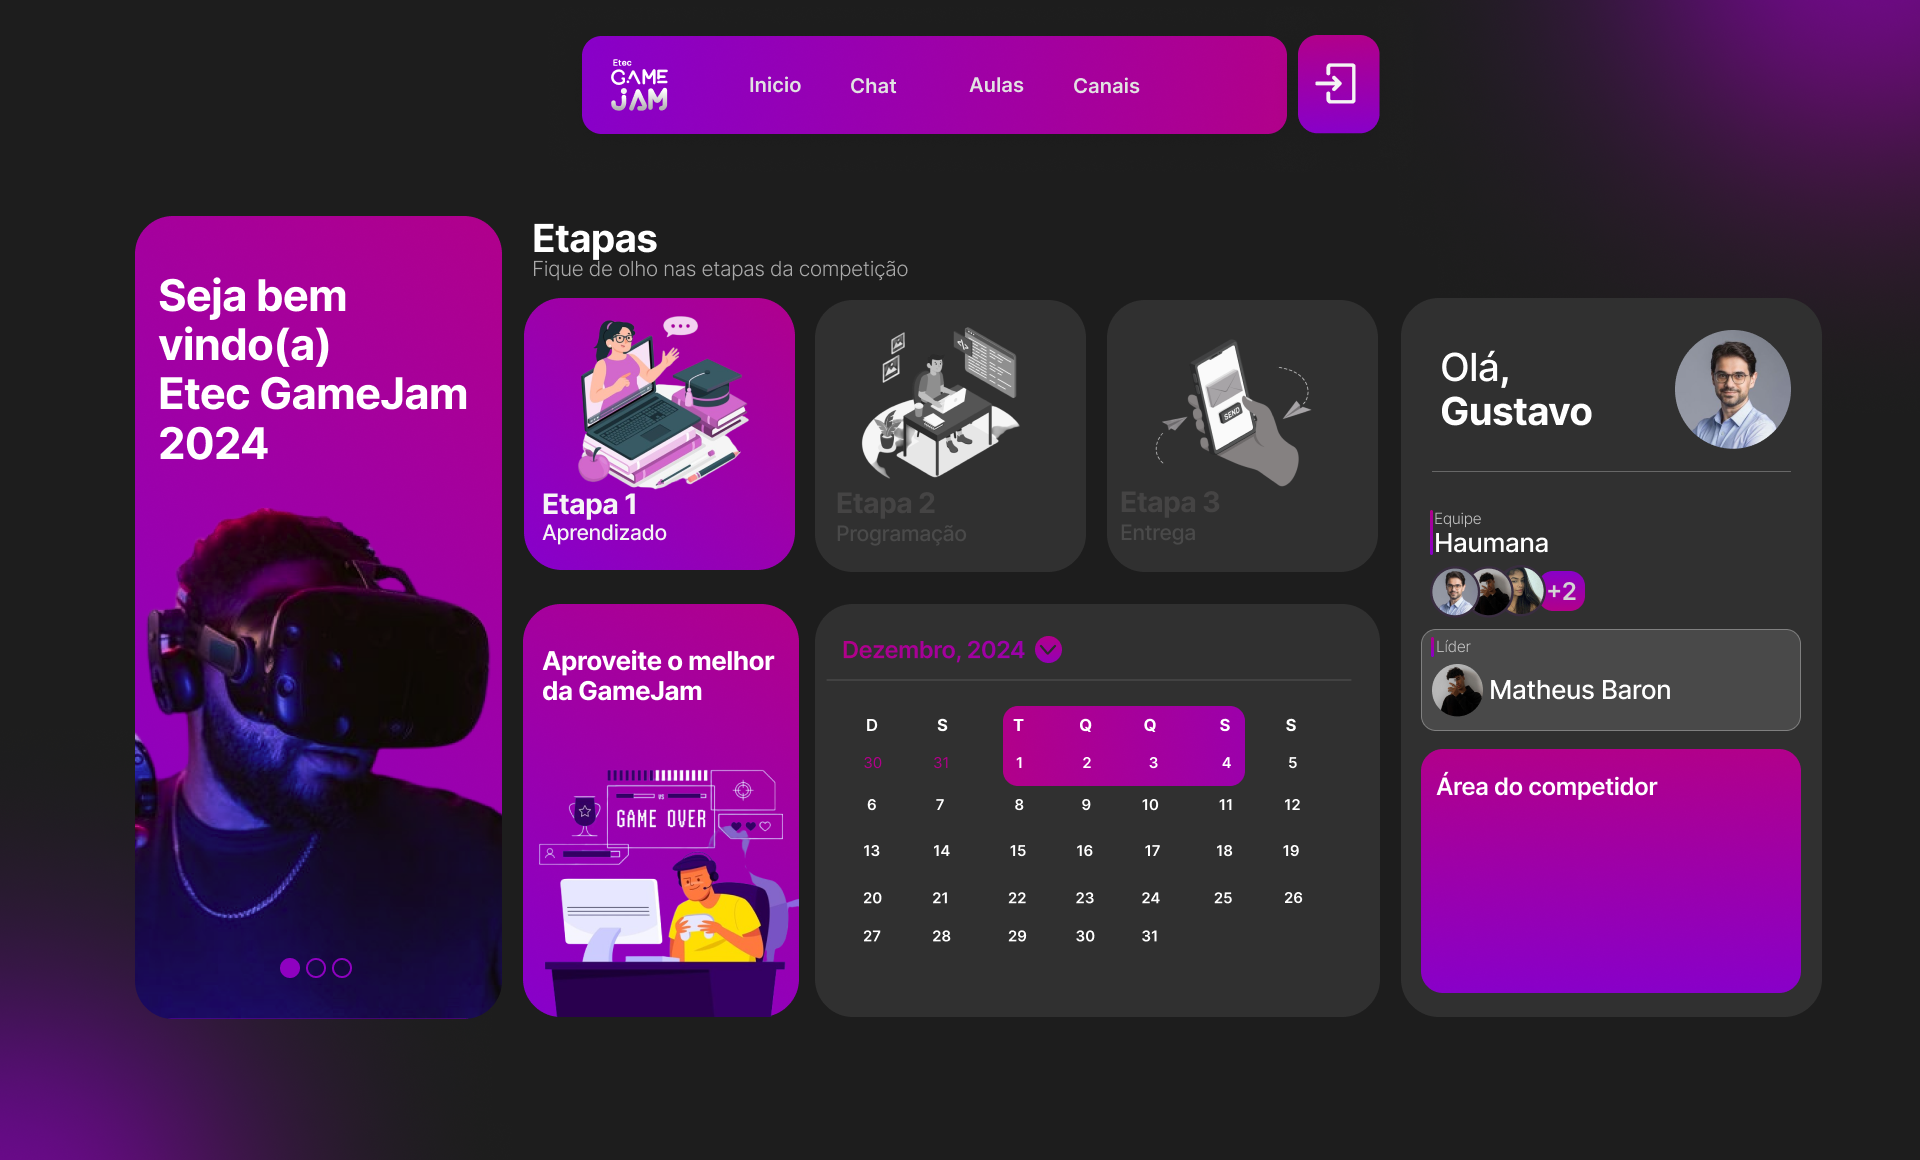 Etec
GAME
JAM
Inicio
Chat
Aulas
Canais
Seja bem
vindo(a)
Etec GameJam
2024
Etapas
Fique de olho nas etapas da competição
Etapa 1
Aprendizado
SEND
Etapa 2
Programação
Etapa 3
Entrega
Aproveite o melhor
da GameJam
VS
GAME OVER
Dezembro, 2024
D S T Q Q S S
30 31 1 2 3 4 5
6 7 8 9 10 11 12
13 14 15 16 17 18 19
20 21 22 23 24 25 26
27 28 29 30 31
Olá,
Gustavo
Equipe
Haumana
+2
Líder
Matheus Baron
Área do competidor